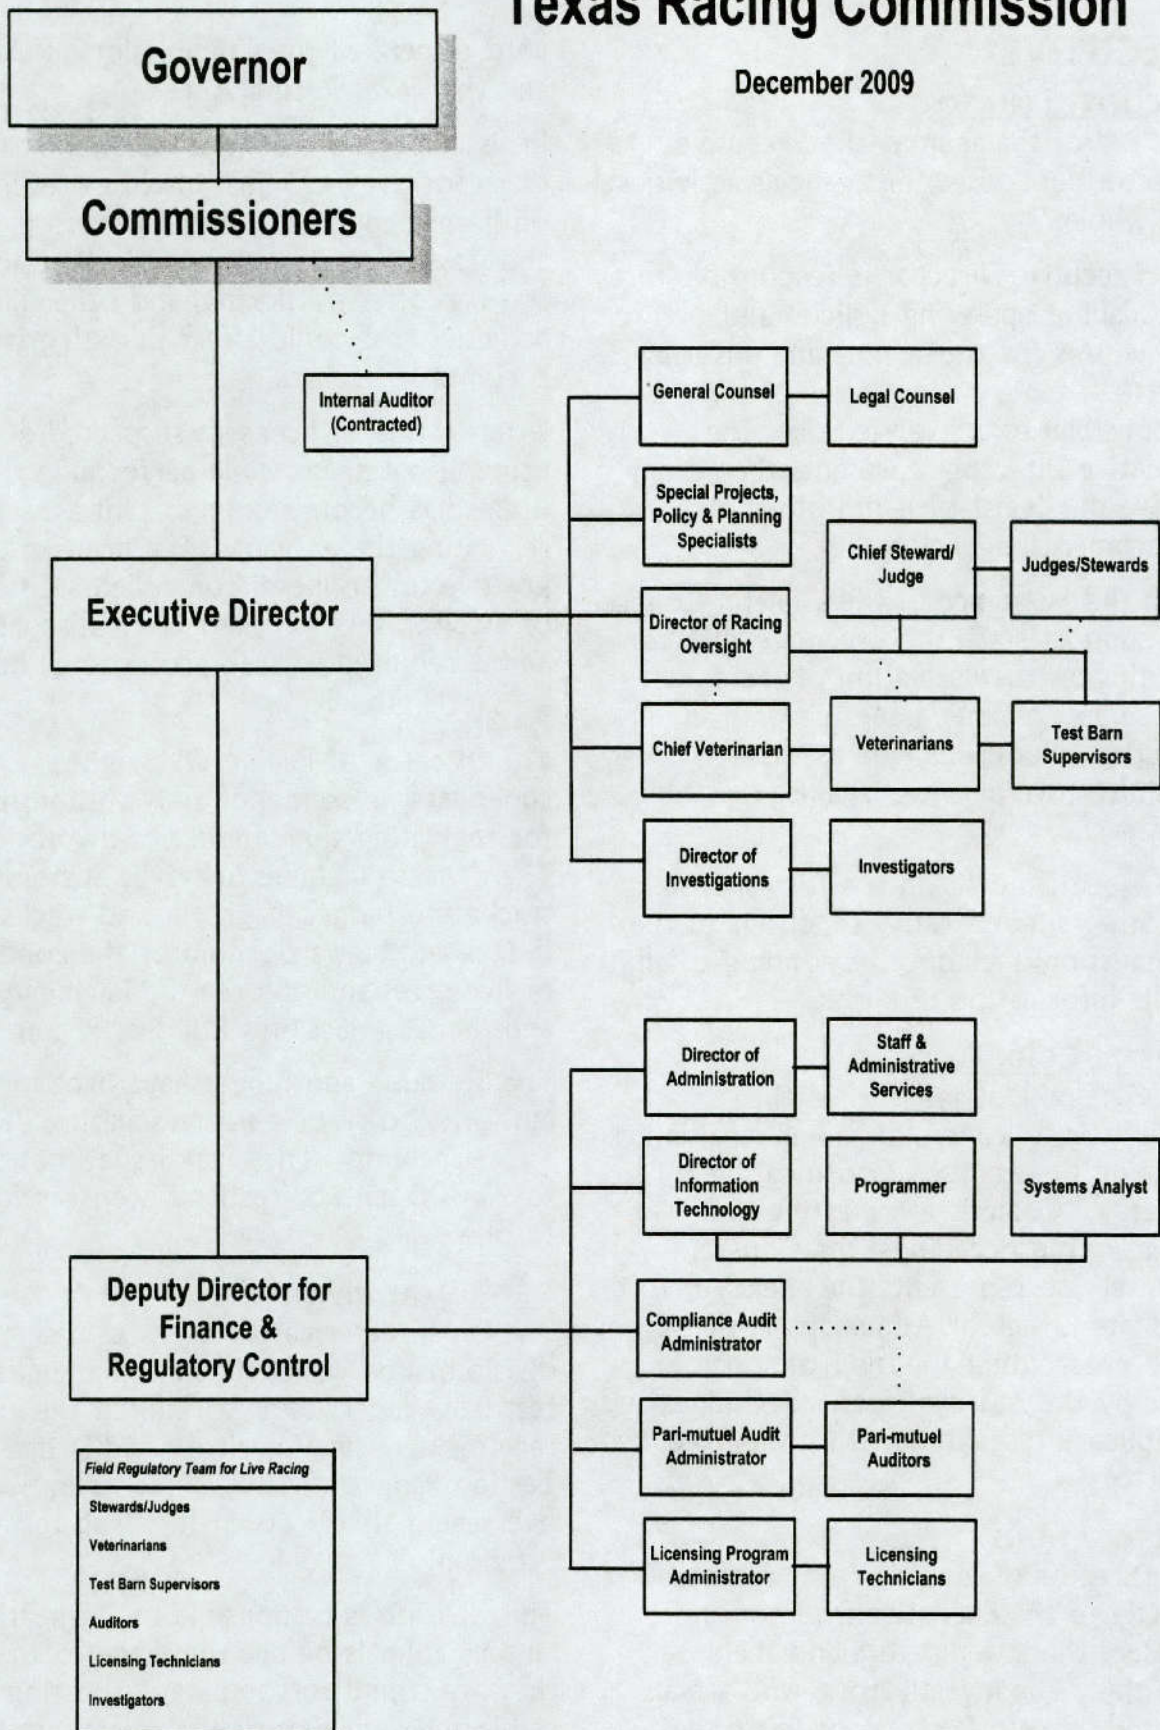 Texas Racing Commission
December 2009
Governor
Commissioners
Internal Auditor
(Contracted)
Executive Director
General Counsel
Legal Counsel
Special Projects,
Policy & Planning
Specialists
Chief Steward/
Judge
Judges/Stewards
Director of Racing
Oversight
Chief Veterinarian
Veterinarians
Test Barn
Supervisors
Director of
Investigations
Investigators
Deputy Director for
Finance &
Regulatory Control
Director of
Administration
Staff &
Administrative
Services
Director of
Information
Technology
Programmer
Systems Analyst
Compliance Audit
Administrator
Pari-mutuel Audit
Administrator
Pari-mutuel
Auditors
Licensing Program
Administrator
Licensing
Technicians
Field Regulatory Team for Live Racing
Stewards/Judges
Veterinarians
Test Barn Supervisors
Auditors
Licensing Technicians
Investigators